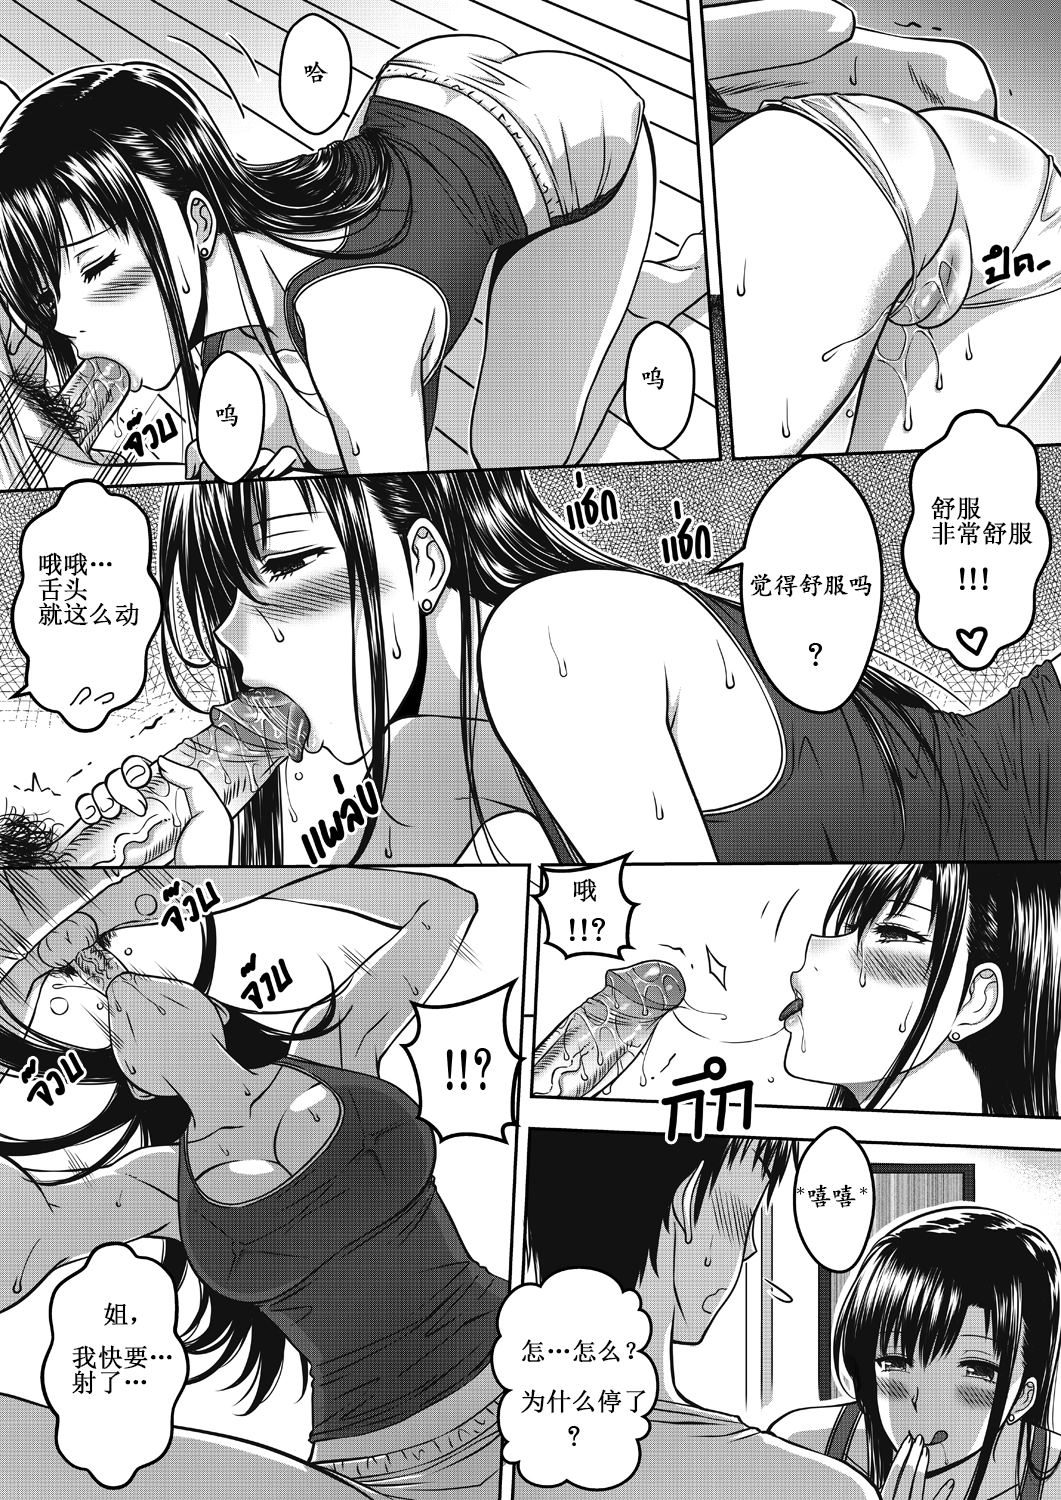 哈
ปึด~
呜
呜
จ๊วบ
舒服
非常舒服
!!!
觉得舒服吗
?
哦哦…
舌头
就这么动
แซ่ก
แซ่ก
แผล่บ
จ๊วบ
จ๊วบ
จ๊วบ
!!?
哦
!!?
กึก
*嘻嘻*
姐,
我快要…
射了…
怎…怎么?
为什么停了
?